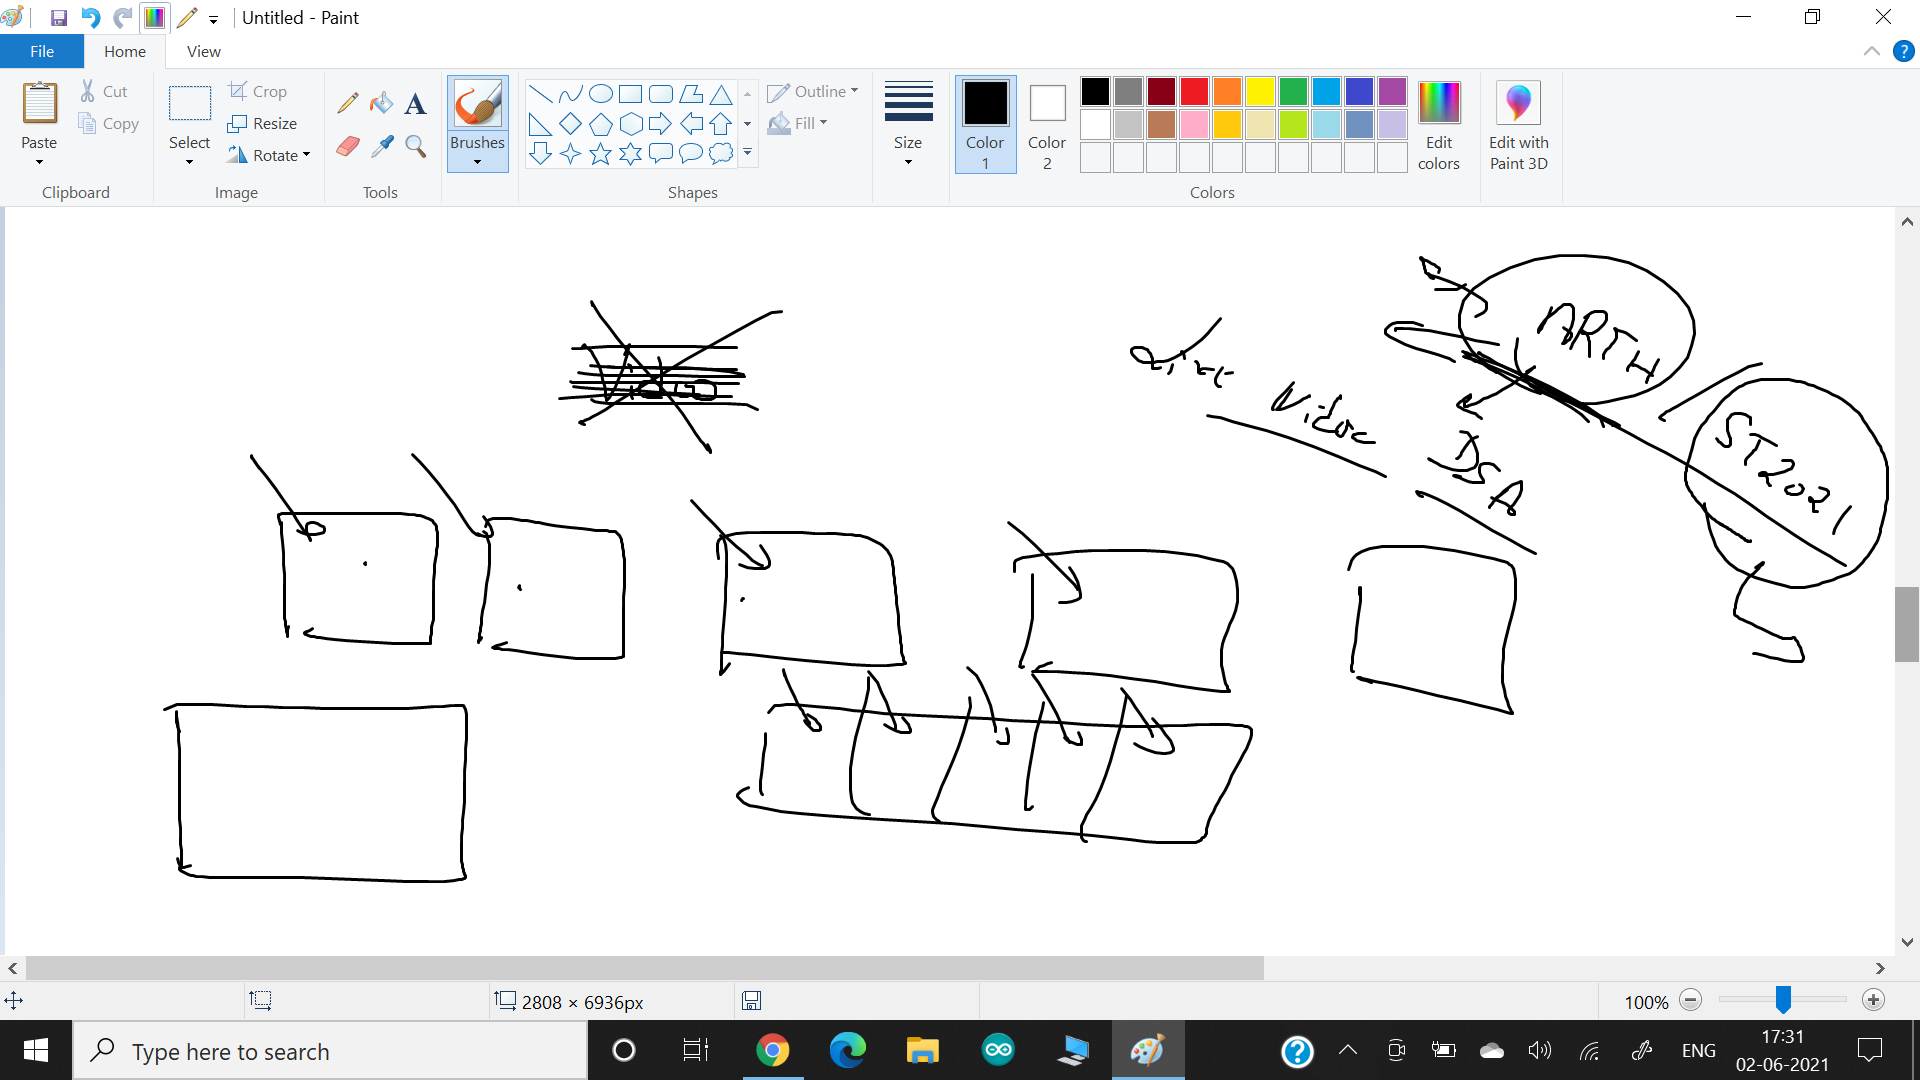 Untitled - Paint
File Home View
Paste
Cut
Copy
Clipboard
Select
Crop
Resize
Rotate
Image
A
Tools
Brushes
Shapes
Outline
Fill
Size
Color 1
Color 2
Colors
Edit colors
Edit with Paint 3D
ARTH
ST2021
Video
DSA
2808 × 6936px
100%
Type here to search
ENG
17:31
02-06-2021